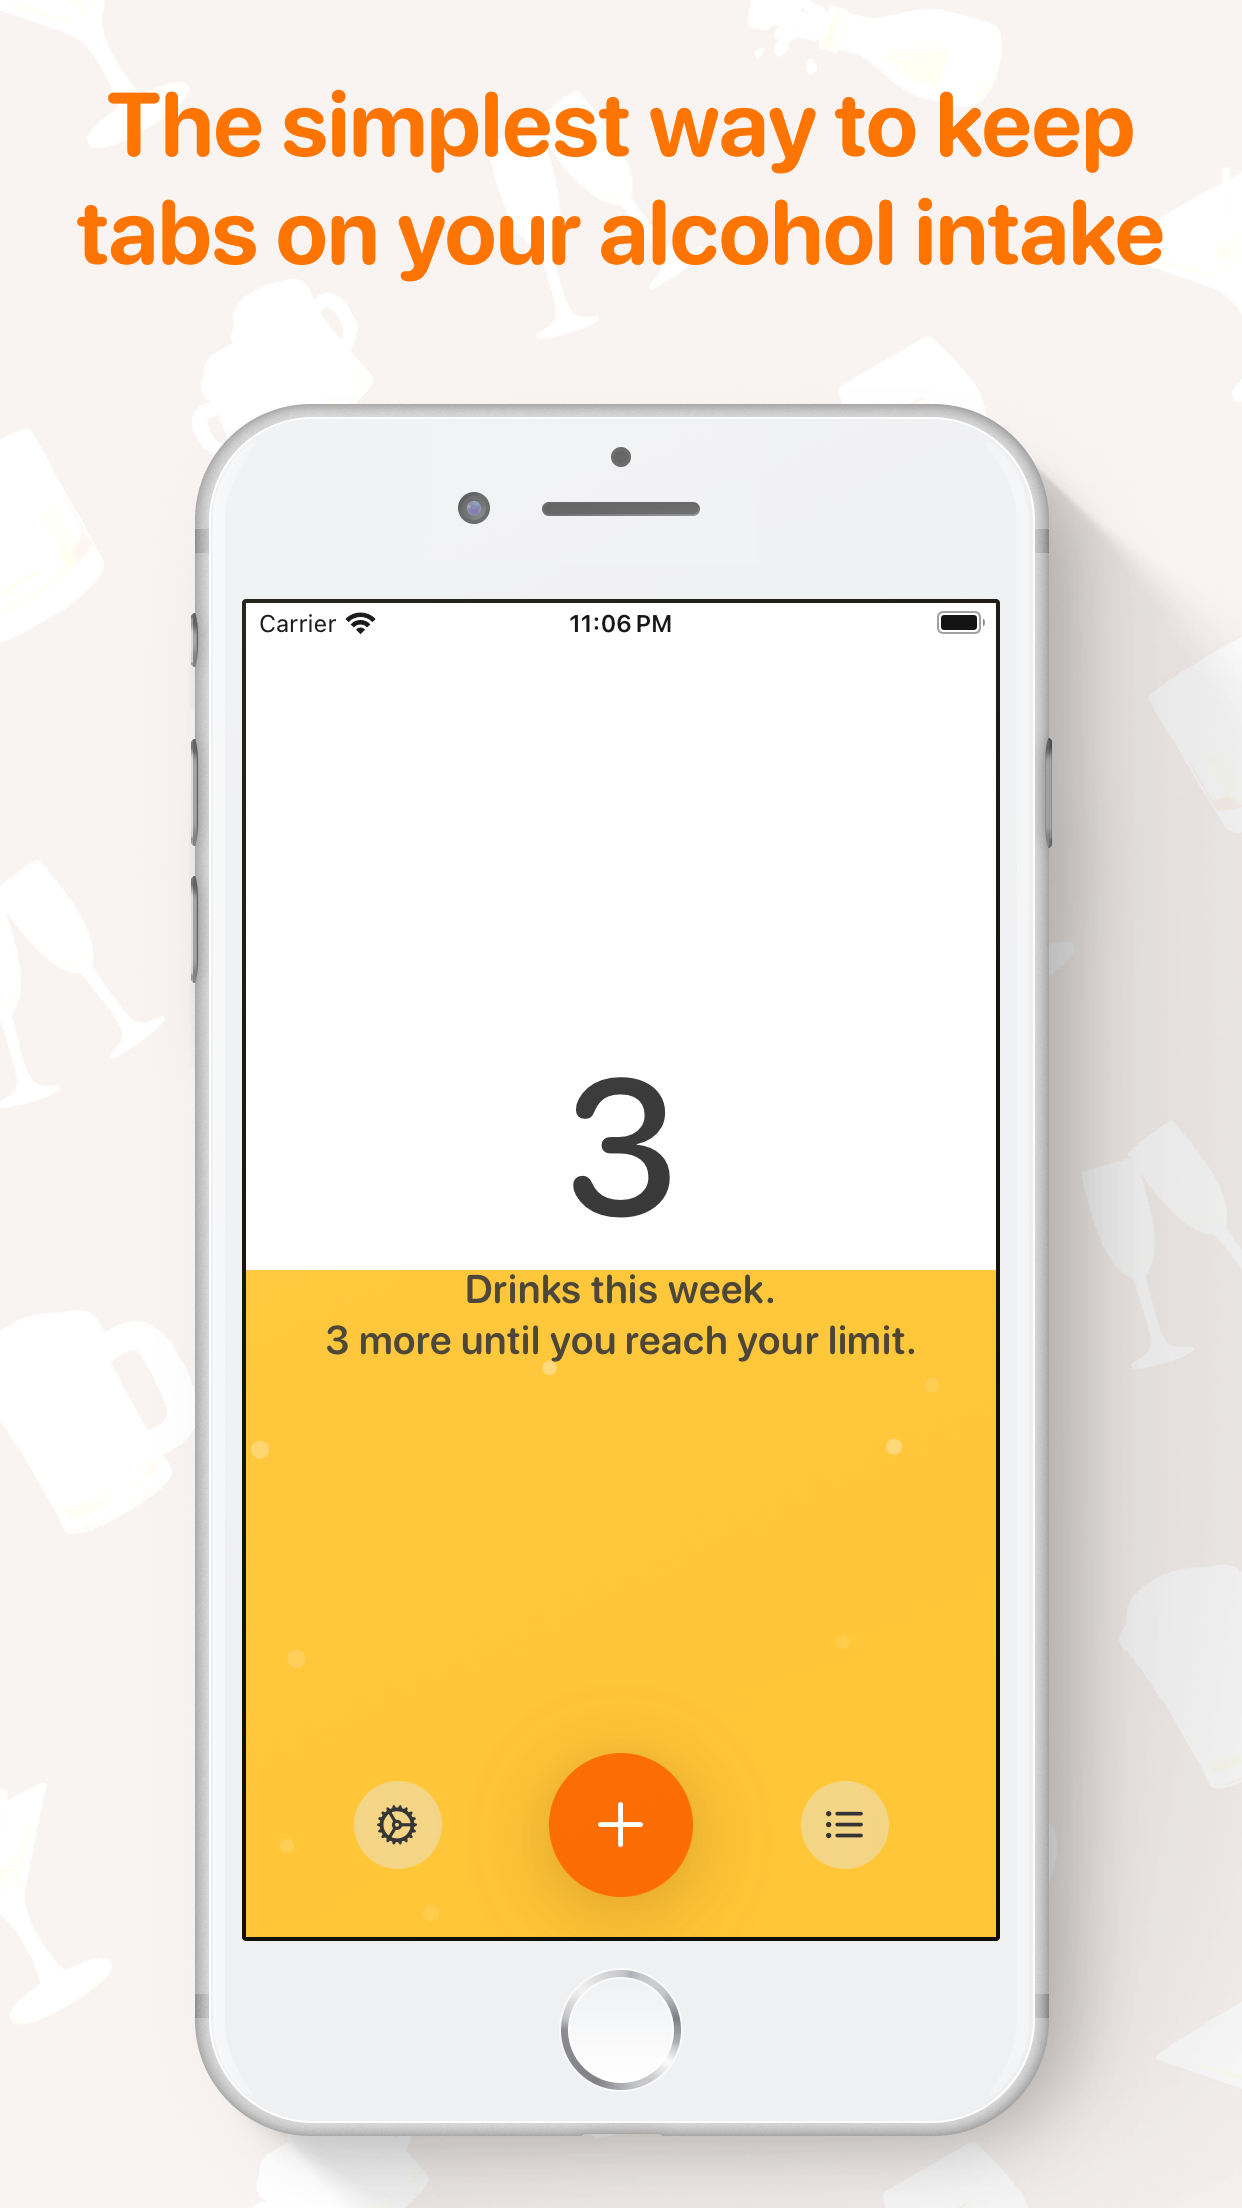 The simplest way to keep
tabs on your alcohol intake
Carrier 11:06 PM
3
Drinks this week.
3 more until you reach your limit.